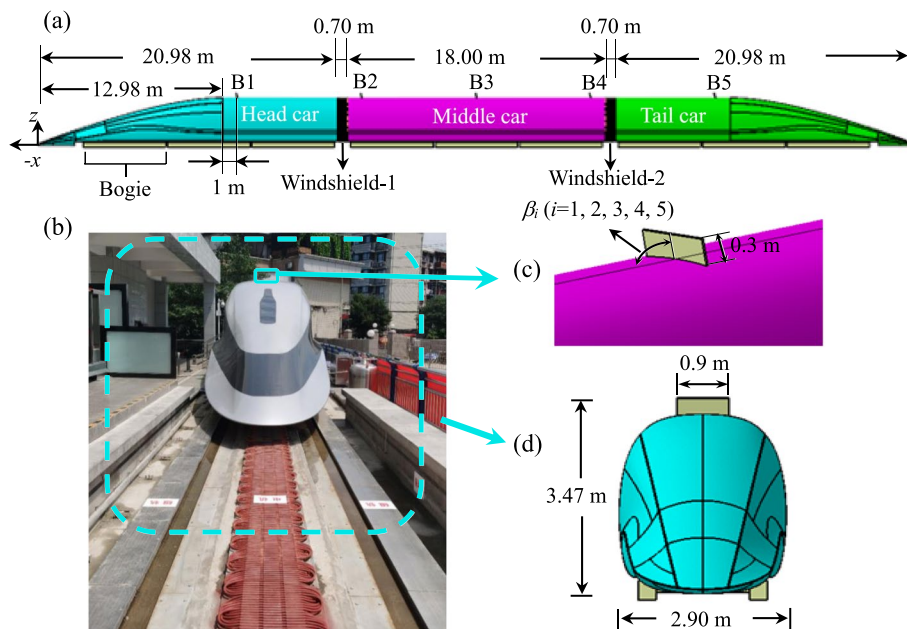 (a)
0.70 m
0.70 m
20.98 m
18.00 m
20.98 m
12.98 m
B1
B2
B3
B4
B5
Head car
Middle car
Tail car
z
-x
Bogie
1 m
Windshield-1
Windshield-2
(b)
βi (i=1, 2, 3, 4, 5)
0.3 m
(c)
0.9 m
(d)
3.47 m
2.90 m